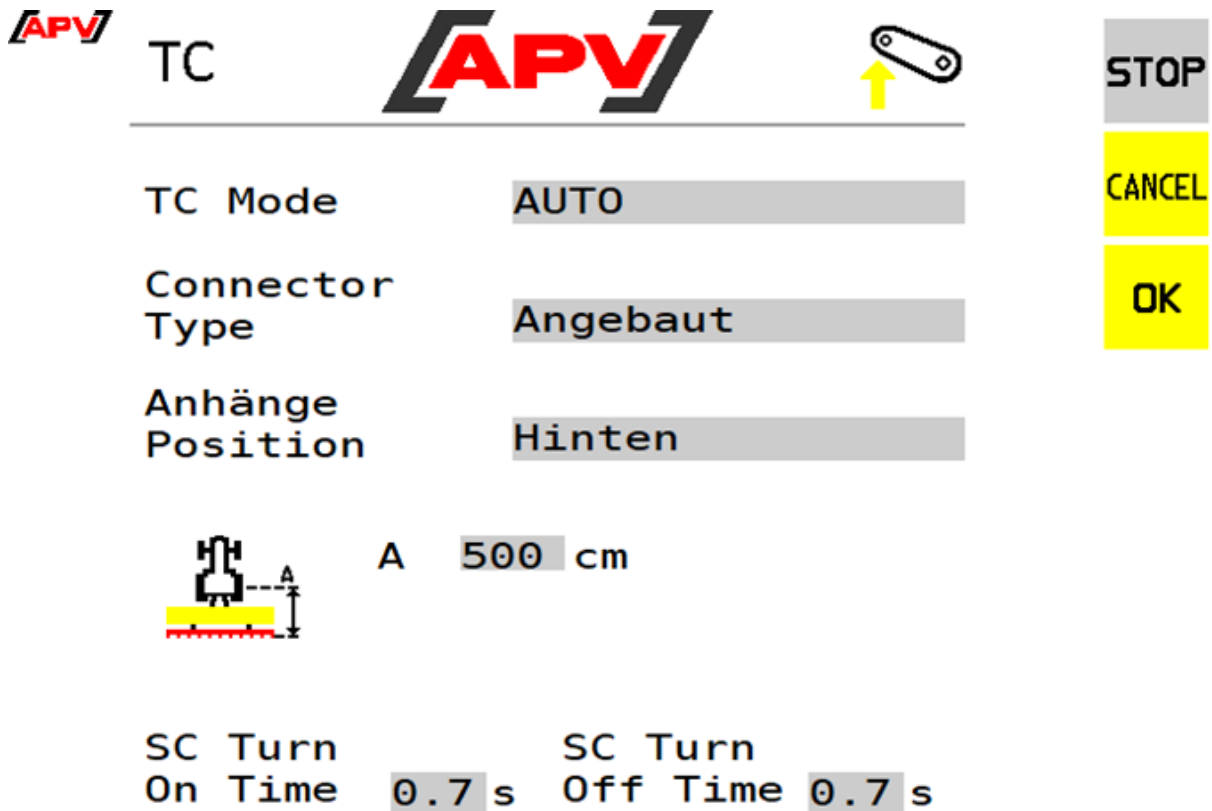 APV
TC
APV
STOP
CANCEL
OK
TC Mode AUTO
Connector
Type Angebaut
Anhänge
Position Hinten
A
A 500 cm
SC Turn SC Turn
On Time 0.7 s Off Time 0.7 s